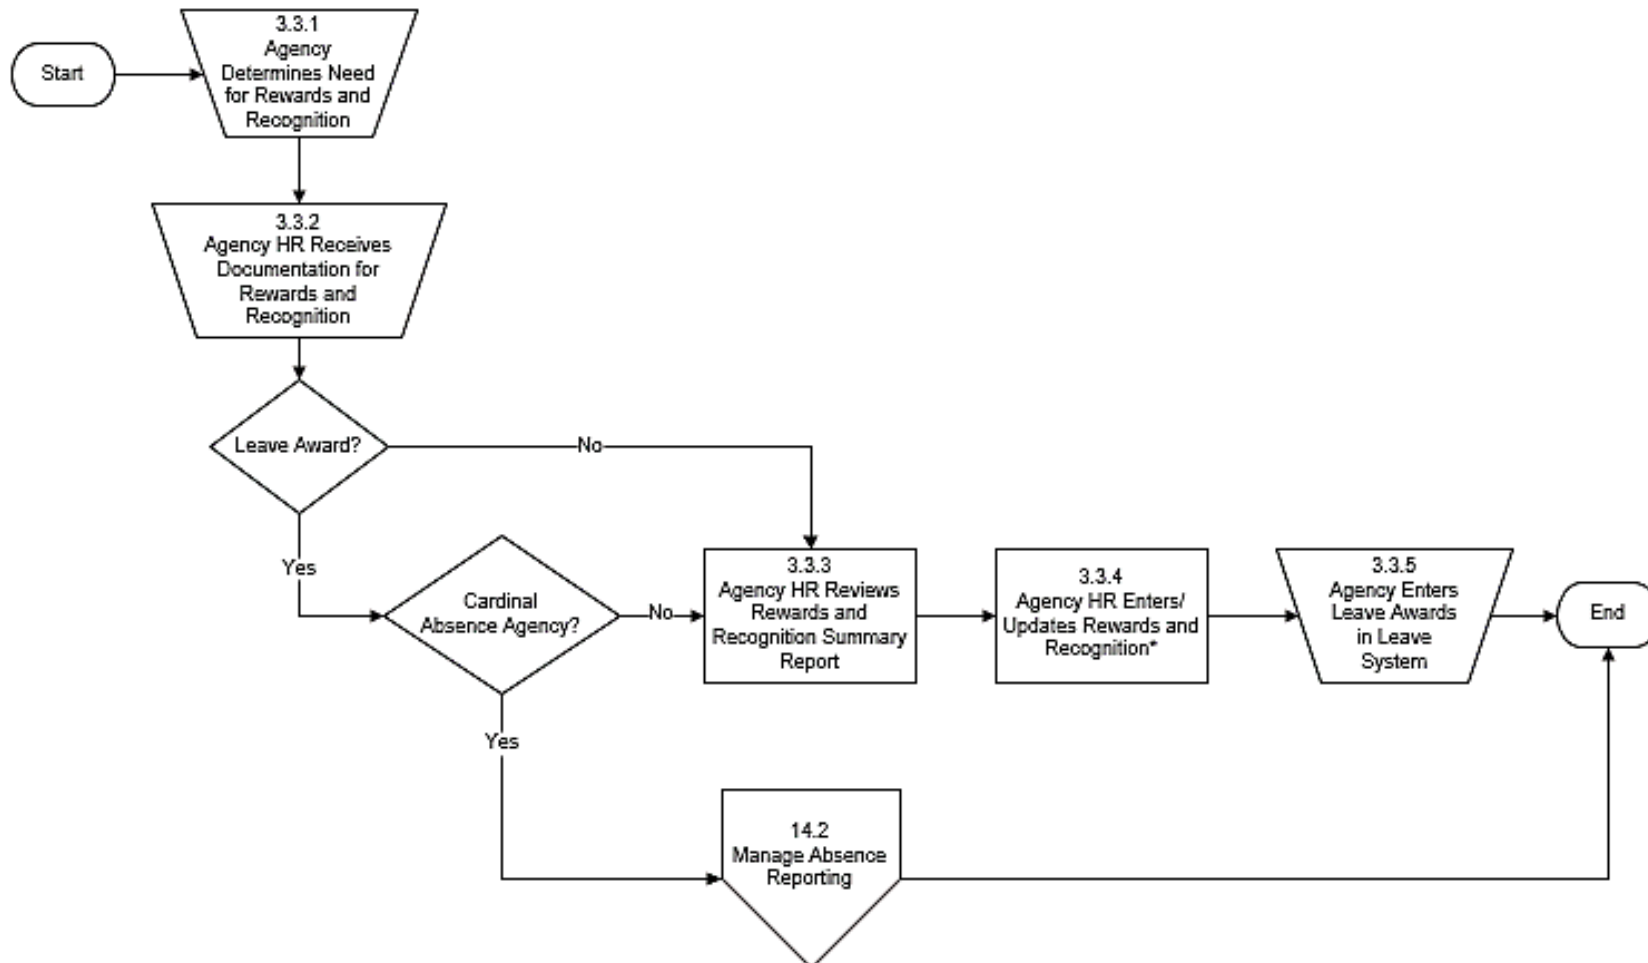 Start
3.3.1
Agency
Determines Need
for Rewards and
Recognition
3.3.2
Agency HR Receives
Documentation for
Rewards and
Recognition
Leave Award?
No
Yes
Cardinal
Absence Agency?
No
3.3.3
Agency HR Reviews
Rewards and
Recognition Summary
Report
3.3.4
Agency HR Enters/
Updates Rewards and
Recognition*
3.3.5
Agency Enters
Leave Awards
in Leave
System
End
Yes
14.2
Manage Absence
Reporting